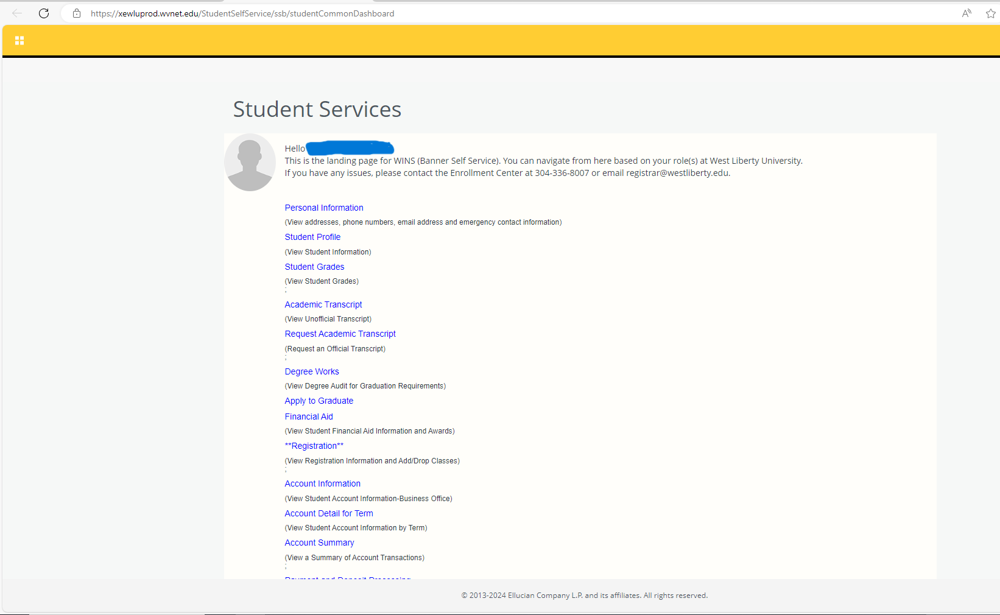 https://xewluprod.wvnet.edu/StudentSelfService/ssb/studentCommonDashboard
Student Services
Hello
This is the landing page for WINS (Banner Self Service). You can navigate from here based on your role(s) at West Liberty University.
If you have any issues, please contact the Enrollment Center at 304-336-8007 or email registrar@westliberty.edu.
Personal Information
(View addresses, phone numbers, email address and emergency contact information)
Student Profile
(View Student Information)
Student Grades
(View Student Grades)
;
Academic Transcript
(View Unofficial Transcript)
Request Academic Transcript
(Request an Official Transcript)
;
Degree Works
(View Degree Audit for Graduation Requirements)
Apply to Graduate
Financial Aid
(View Student Financial Aid Information and Awards)
**Registration**
(View Registration Information and Add/Drop Classes)
;
Account Information
(View Student Account Information-Business Office)
Account Detail for Term
(View Student Account Information by Term)
Account Summary
(View a Summary of Account Transactions)
;
Payment and Deposit Processing
© 2013-2024 Ellucian Company L.P. and its affiliates. All rights reserved.